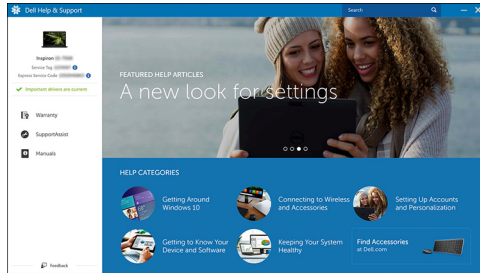 Dell Help & Support
Search
Inspiron
Service Tag
Express Service Code
Important drivers are current
Warranty
SupportAssist
Manuals
Feedback
FEATURED HELP ARTICLES
A new look for settings
HELP CATEGORIES
Getting Around
Windows 10
Connecting to Wireless
and Accessories
Setting Up Accounts
and Personalization
Getting to Know Your
Device and Software
Keeping Your System
Healthy
Find Accessories
at Dell.com